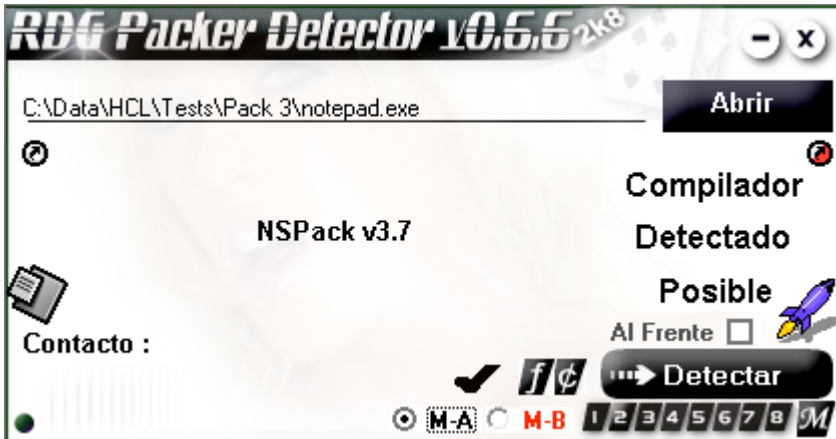 RDG Packer Detector v0.6.6 2k8
C:\Data\HCL\Tests\Pack 3\notepad.exe
Abrir
Compilador
NSPack v3.7
Detectado
Posible
Al Frente
Contacto :
Detectar
M-A M-B 1 2 3 4 5 6 7 8 M